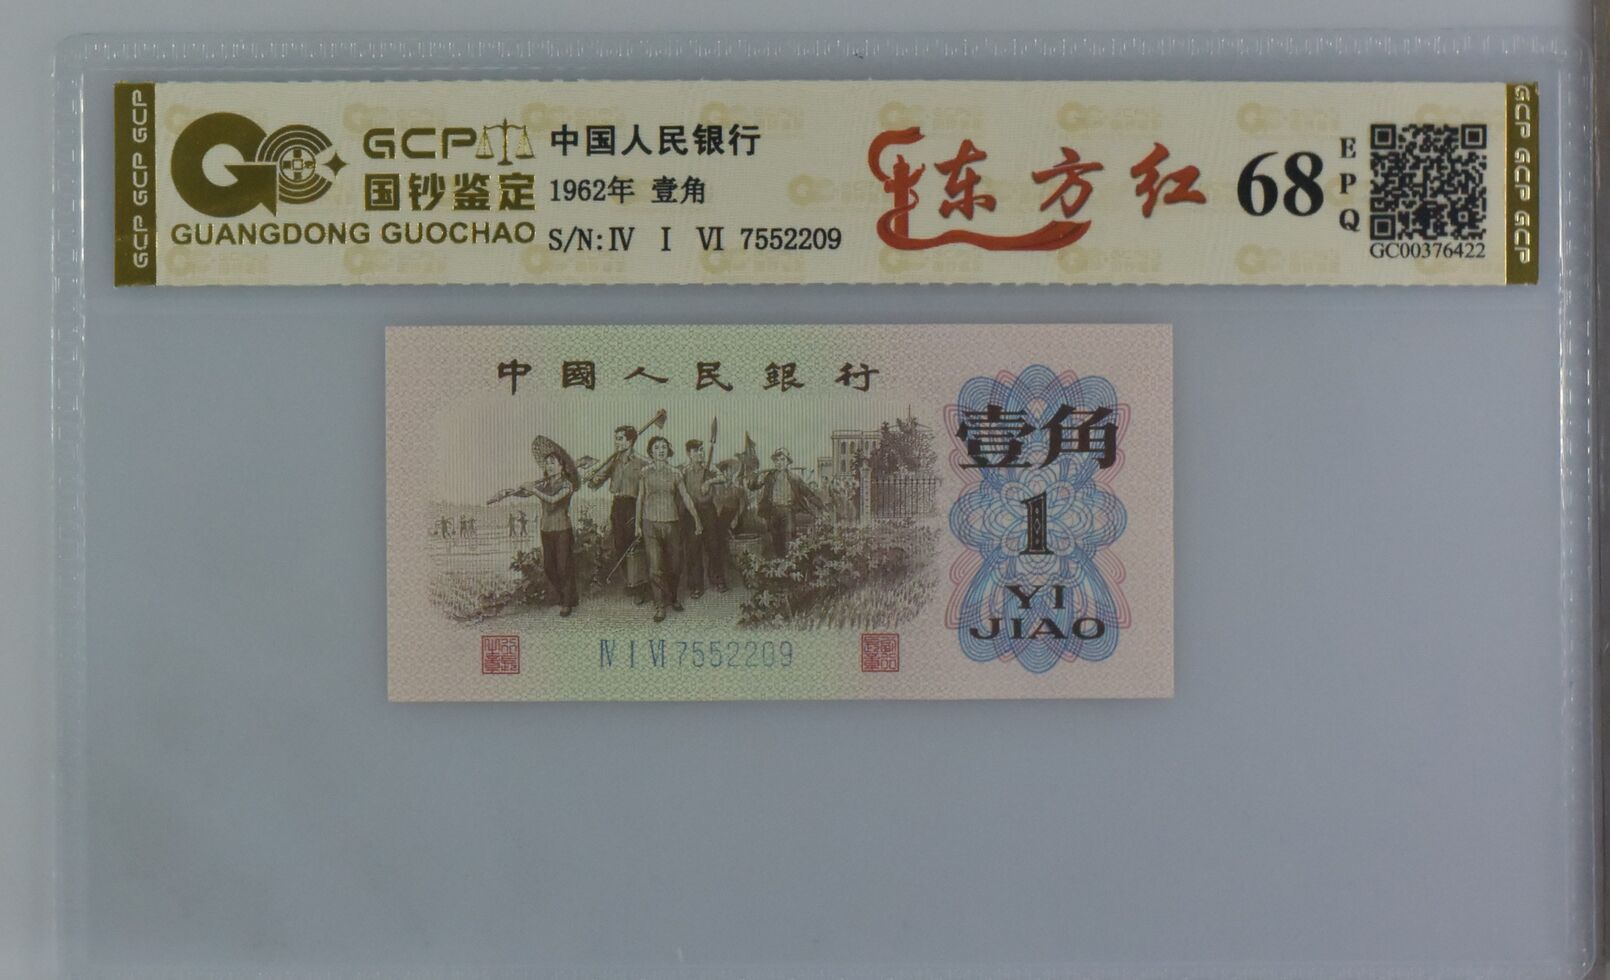 GCP GCP GCP
GCP
国钞鉴定
GUANGDONG GUOCHAO
中国人民银行
1962年 壹角
S/N:Ⅳ Ⅰ Ⅵ 7552209
东方红
68
EPQ
GC00376422
GCP GCP GCP
中國人民銀行
壹角
1
YI
JIAO
Ⅳ Ⅰ Ⅵ 7552209